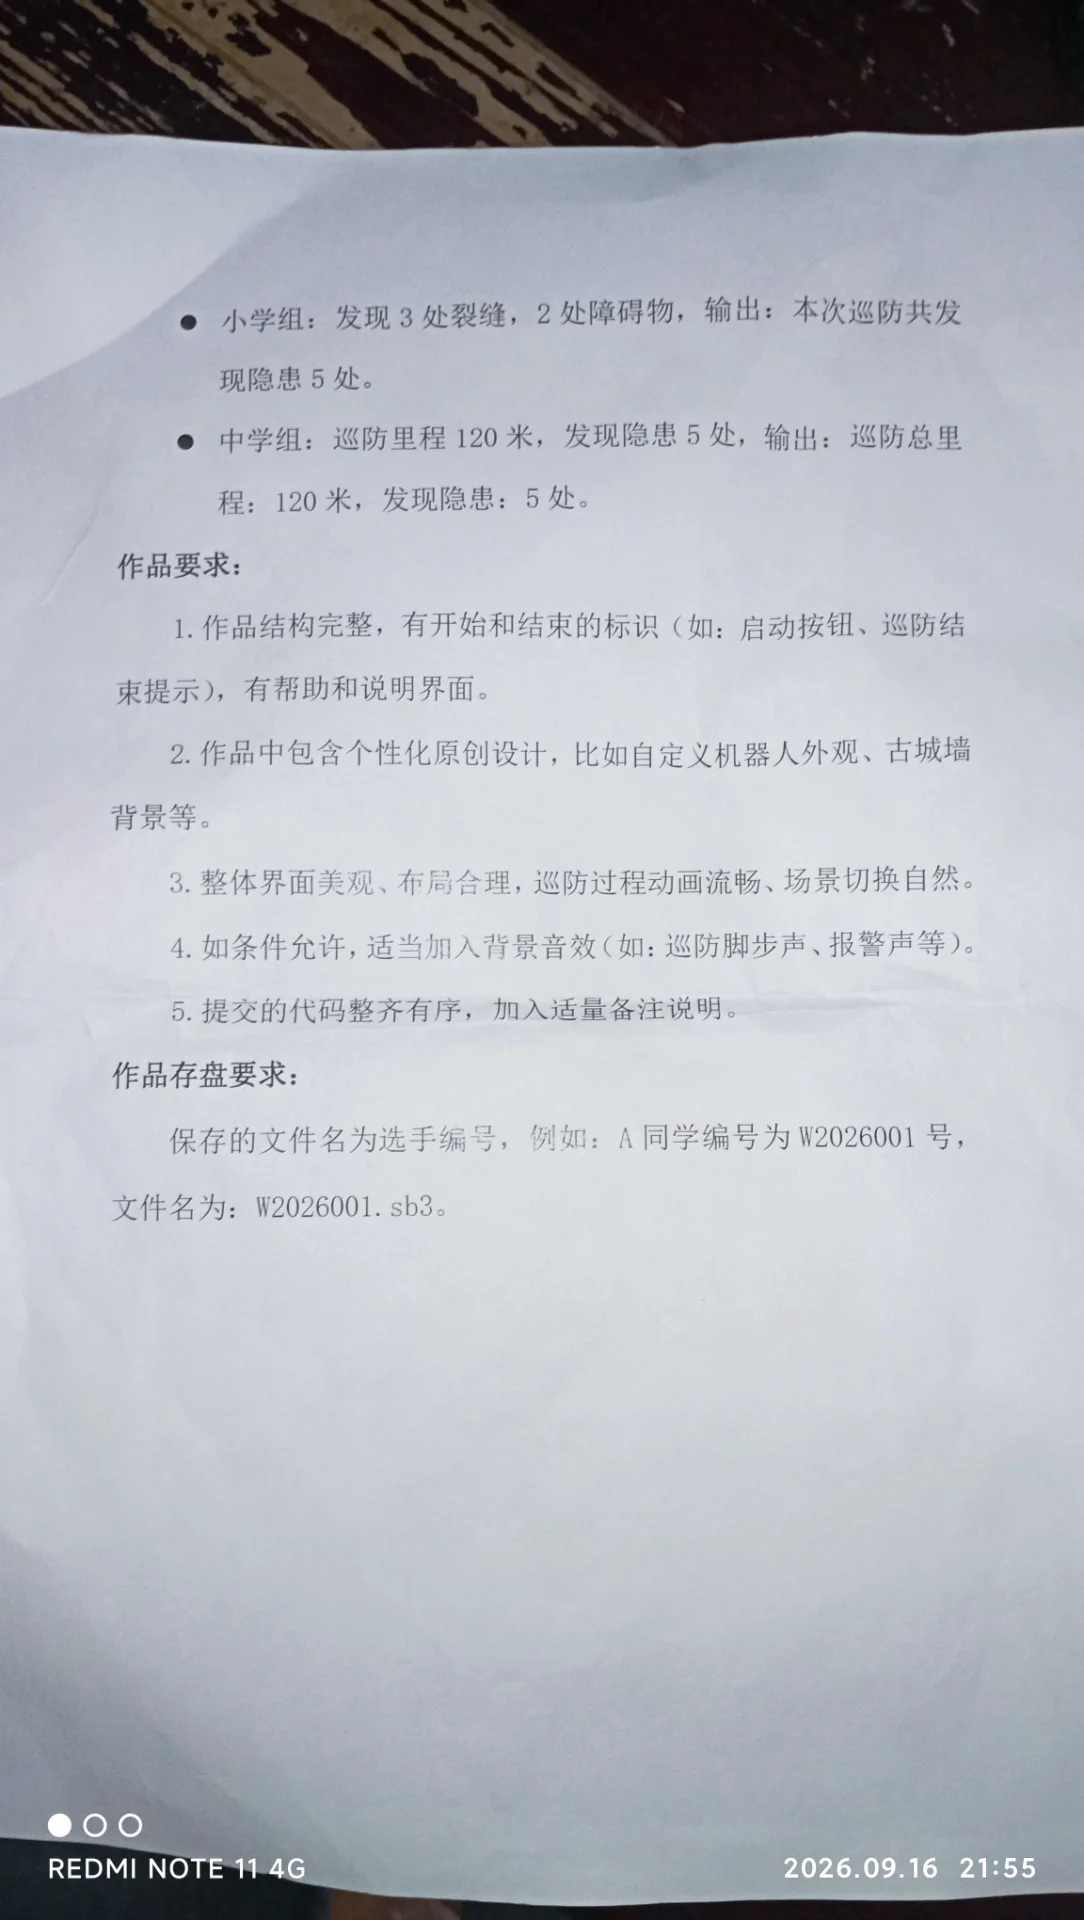 ● 小学组：发现 3 处裂缝，2 处障碍物，输出：本次巡防共发
现隐患 5 处。
● 中学组：巡防里程 120 米，发现隐患 5 处，输出：巡防总里
程：120 米，发现隐患：5 处。
作品要求：
1. 作品结构完整，有开始和结束的标识（如：启动按钮、巡防结
束提示），有帮助和说明界面。
2. 作品中包含个性化原创设计，比如自定义机器人外观、古城墙
背景等。
3. 整体界面美观、布局合理，巡防过程动画流畅、场景切换自然。
4. 如条件允许，适当加入背景音效（如：巡防脚步声、报警声等）。
5. 提交的代码整齐有序，加入适量备注说明。
作品存盘要求：
保存的文件名为选手编号，例如：A 同学编号为 W2026001 号，
文件名为：W2026001.sb3。
REDMI NOTE 11 4G
2026.09.16 21:55